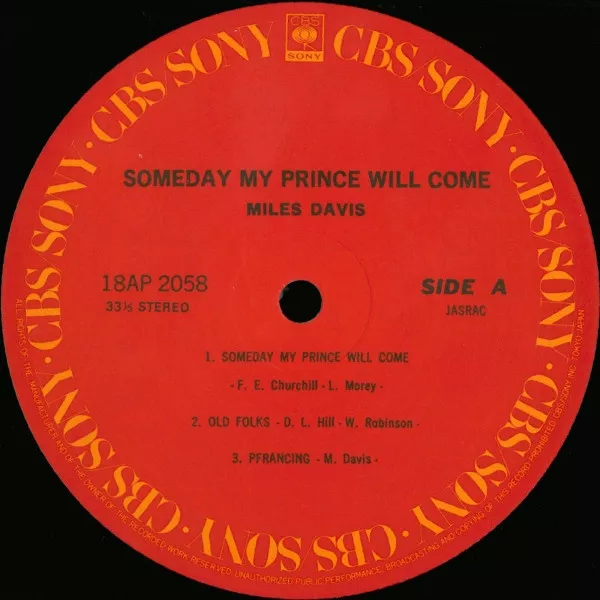 CBS
SONY
CBS/SONY · CBS/SONY · CBS/SONY · CBS/SONY · CBS/SONY · CBS/SONY · CBS/SONY · CBS/SONY
SOMEDAY MY PRINCE WILL COME
MILES DAVIS
18AP 2058
33⅓ STEREO
SIDE A
JASRAC
1. SOMEDAY MY PRINCE WILL COME
- F. E. Churchill - L. Morey -
2. OLD FOLKS - D. L. Hill - W. Robinson -
3. PFRANCING - M. Davis -
ALL RIGHTS OF THE MANUFACTURER AND OF THE OWNER OF THE RECORDED WORK RESERVED. UNAUTHORIZED PUBLIC PERFORMANCE, BROADCASTING AND COPYING OF THIS RECORD PROHIBITED CBS/SONY INC. TOKYO JAPAN